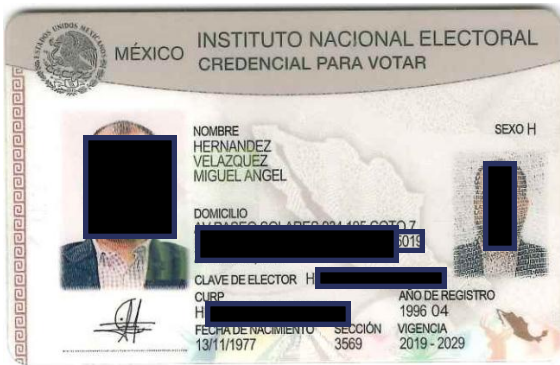 MÉXICO
INSTITUTO NACIONAL ELECTORAL
CREDENCIAL PARA VOTAR
NOMBRE
HERNANDEZ
VELAZQUEZ
MIGUEL ANGEL
SEXO H
DOMICILIO
CLAVE DE ELECTOR H
CURP
H
AÑO DE REGISTRO
1996 04
FECHA DE NACIMIENTO
13/11/1977
SECCIÓN
3569
VIGENCIA
2019 - 2029